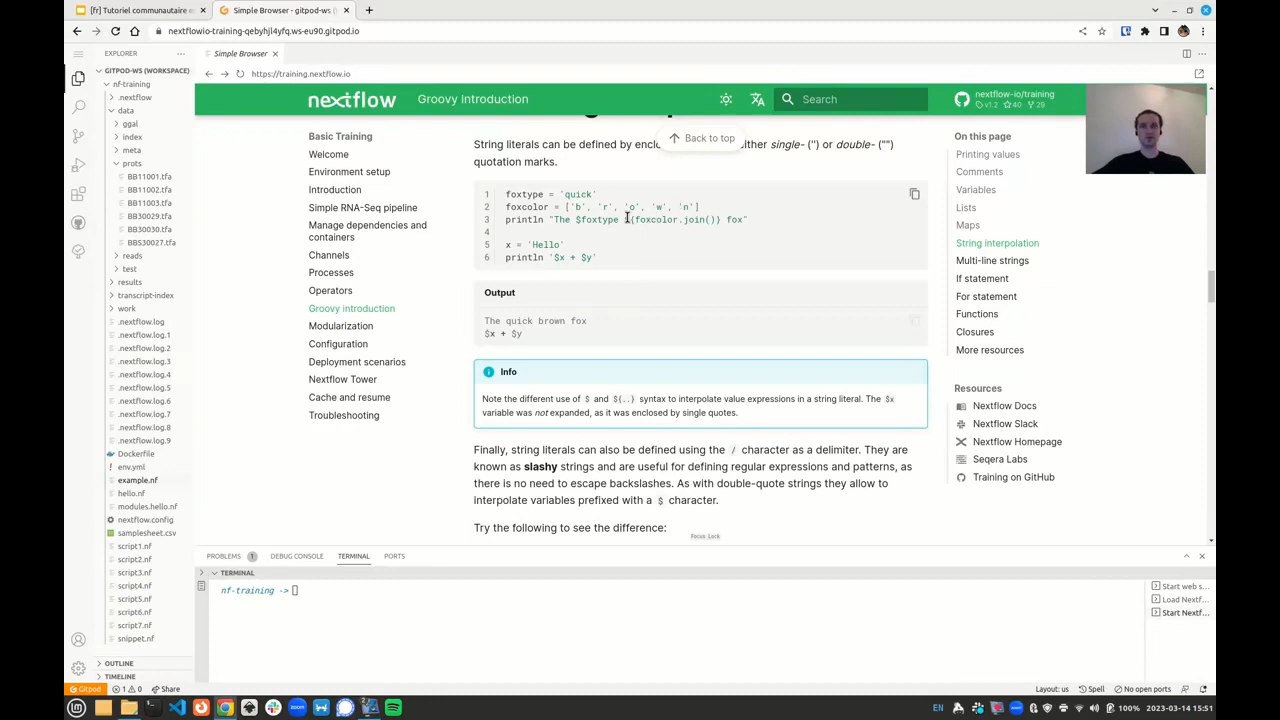 [fr] Tutoriel communautaire e
Simple Browser - gitpod-ws (
nextflowio-training-qebyhjl4yfq.ws-eu90.gitpod.io
EXPLORER
Simple Browser
GITPOD-WS (WORKSPACE)
https://training.nextflow.io
nf-training
.nextflow
data
ggal
index
meta
prots
BB11001.tfa
BB11002.tfa
BB11003.tfa
BB30029.tfa
BB30030.tfa
BBS30027.tfa
reads
test
results
transcript-index
work
.nextflow.log
.nextflow.log.1
.nextflow.log.2
.nextflow.log.3
.nextflow.log.4
.nextflow.log.5
.nextflow.log.6
.nextflow.log.7
.nextflow.log.8
.nextflow.log.9
Dockerfile
env.yml
example.nf
hello.nf
modules.hello.nf
nextflow.config
samplesheet.csv
script1.nf
script2.nf
script3.nf
script4.nf
script5.nf
script6.nf
script7.nf
snippet.nf
OUTLINE
TIMELINE
nextflow
Groovy Introduction
Search
nextflow-io/training
v1.2 40 29
Basic Training
Welcome
Environment setup
Introduction
Simple RNA-Seq pipeline
Manage dependencies and
containers
Channels
Processes
Operators
Groovy introduction
Modularization
Configuration
Deployment scenarios
Nextflow Tower
Cache and resume
Troubleshooting
Back to top
String literals can be defined by enclo ither single- ('') or double- ("")
quotation marks.
1 foxtype = 'quick'
2 foxcolor = ['b', 'r', 'o', 'w', 'n']
3 println "The $foxtype ${foxcolor.join()} fox"
4
5 x = 'Hello'
6 println '$x + $y'
Output
The quick brown fox
$x + $y
Info
Note the different use of $ and ${..} syntax to interpolate value expressions in a string literal. The $x
variable was not expanded, as it was enclosed by single quotes.
Finally, string literals can also be defined using the / character as a delimiter. They are
known as slashy strings and are useful for defining regular expressions and patterns, as
there is no need to escape backslashes. As with double-quote strings they allow to
interpolate variables prefixed with a $ character.
Try the following to see the difference:
Focus Lock
On this page
Printing values
Comments
Variables
Lists
Maps
String interpolation
Multi-line strings
If statement
For statement
Functions
Closures
More resources
Resources
Nextflow Docs
Nextflow Slack
Nextflow Homepage
Seqera Labs
Training on GitHub
PROBLEMS 1 DEBUG CONSOLE TERMINAL PORTS
TERMINAL
nf-training ->
Start web s...
Load Nextf...
Start Nextf...
Gitpod 1 0 Share
Layout: us Spell No open ports
zoom
EN 100% 2023-03-14 15:51